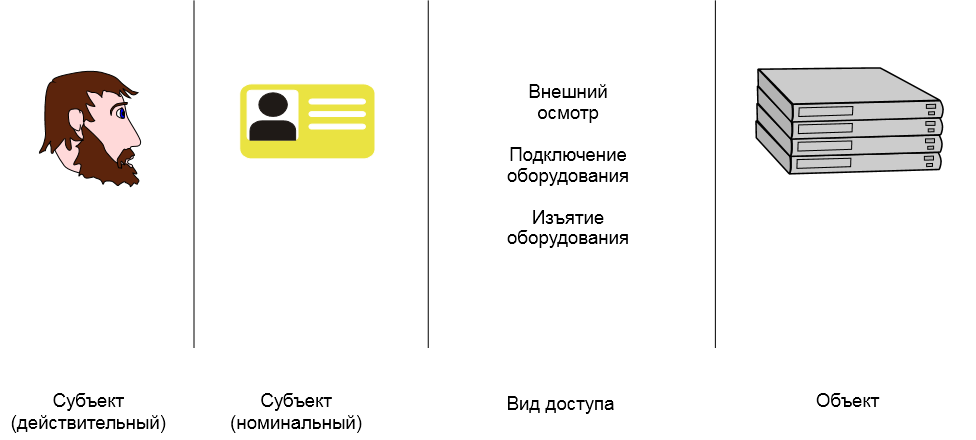 Внешний
осмотр
Подключение
оборудования
Изъятие
оборудования
Субъект
(действительный)
Субъект
(номинальный)
Вид доступа
Объект